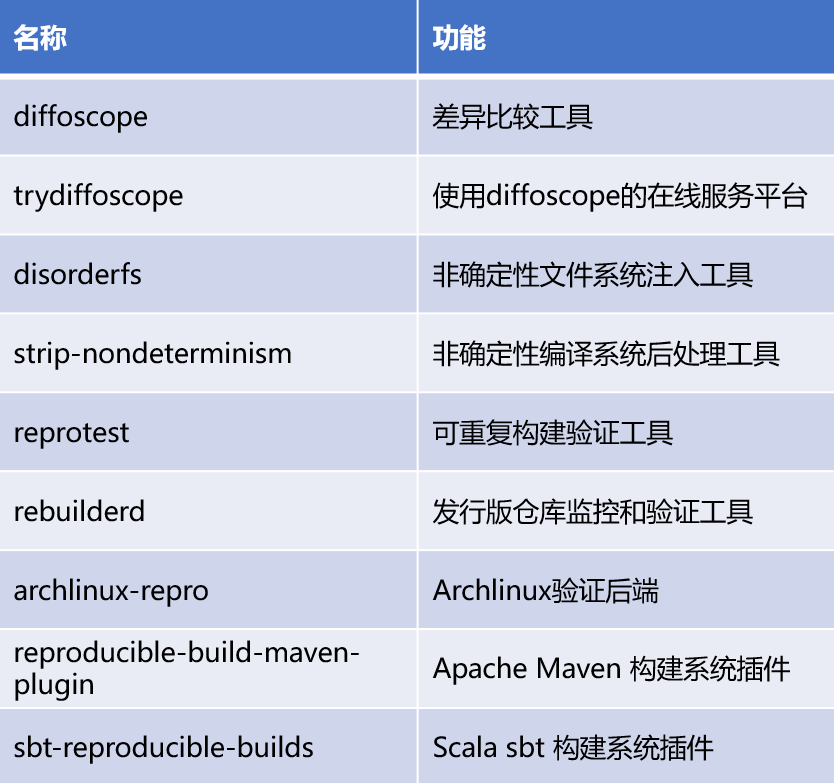 名称
功能
diffoscope
差异比较工具
trydiffoscope
使用diffoscope的在线服务平台
disorderfs
非确定性文件系统注入工具
strip-nondeterminism
非确定性编译系统后处理工具
reprotest
可重复构建验证工具
rebuilderd
发行版仓库监控和验证工具
archlinux-repro
Archlinux验证后端
reproducible-build-maven-
plugin
Apache Maven 构建系统插件
sbt-reproducible-builds
Scala sbt 构建系统插件